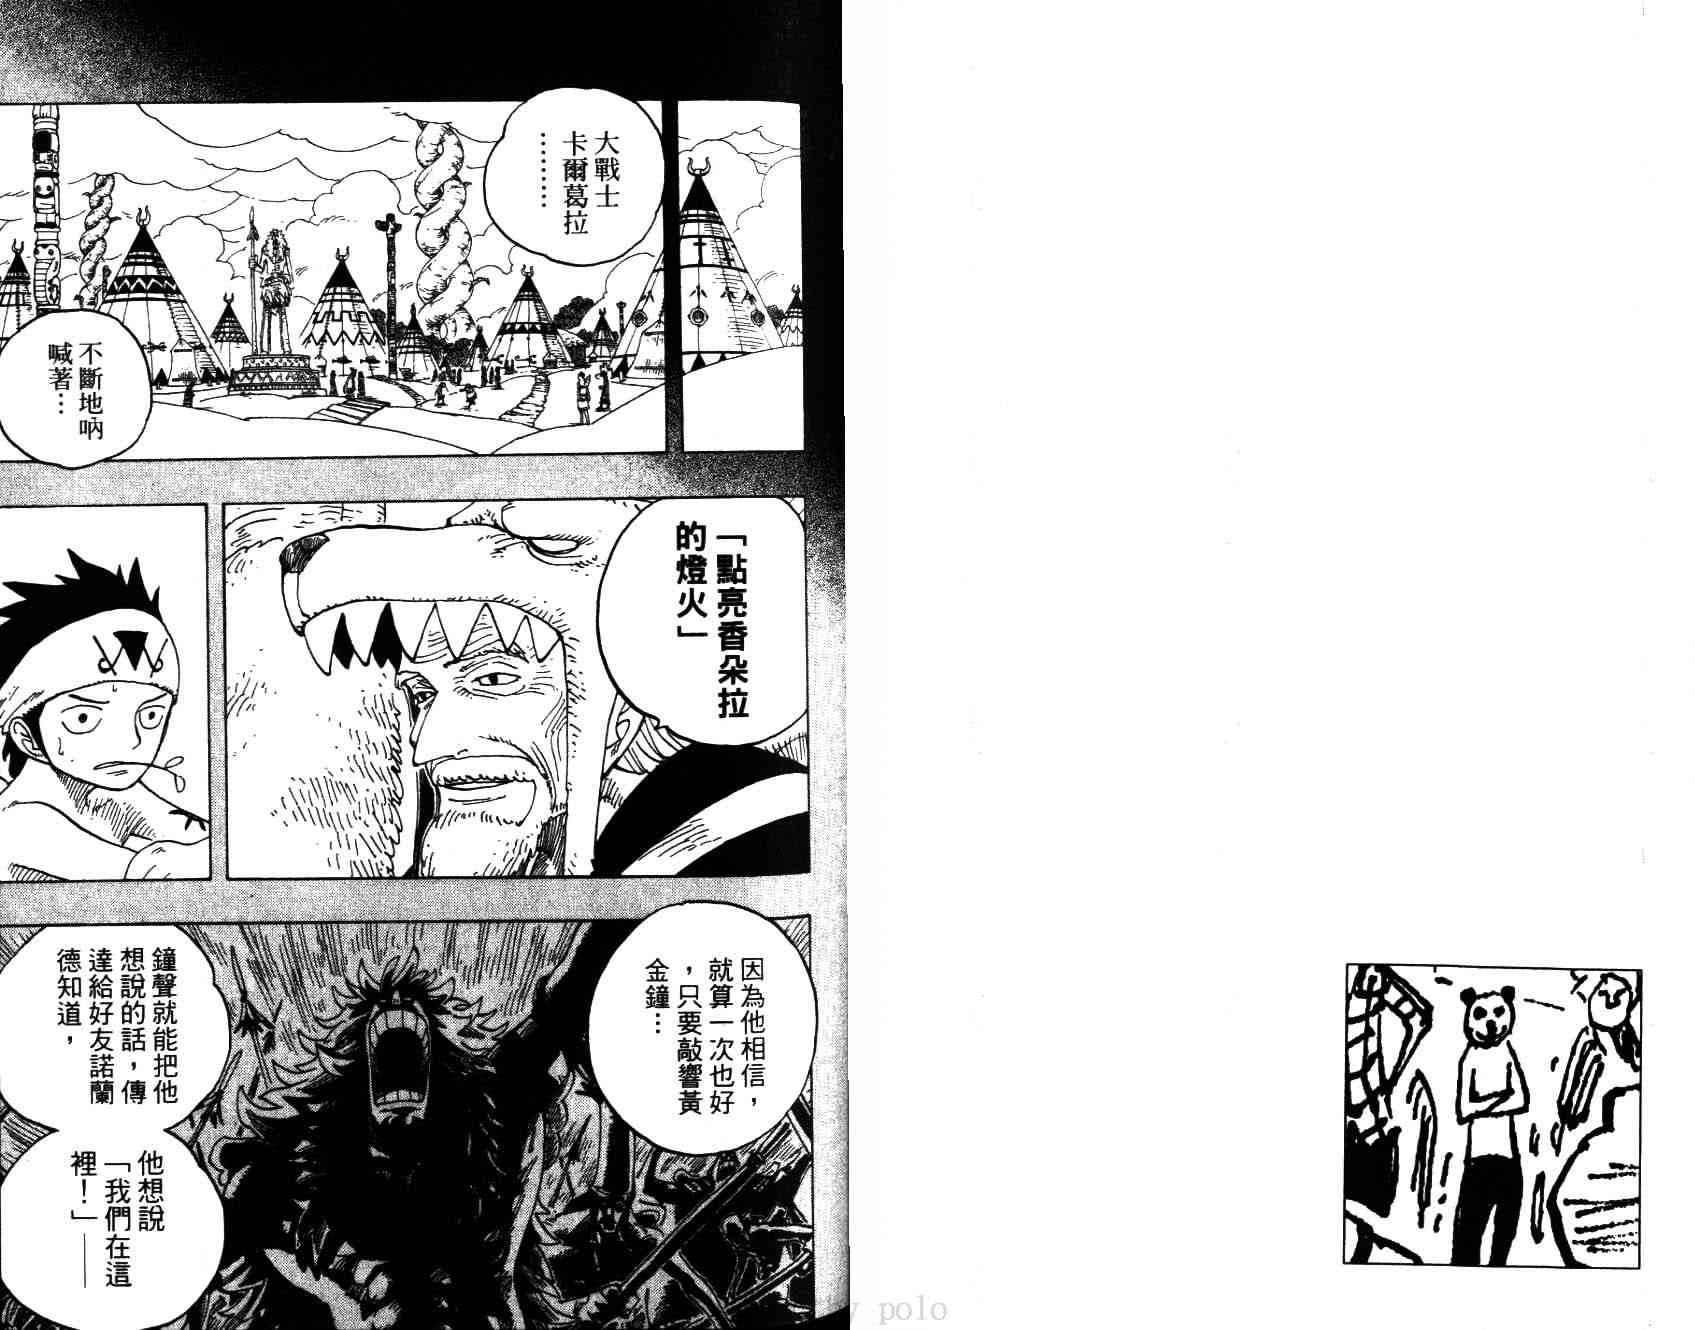 大戰士
卡爾葛拉
………
不斷地吶
喊著…
「點亮香朵拉
的燈火」
因為他相信，
就算一次也好
，只要敲響黃
金鐘…
鐘聲就能把他
想說的話，傳
達給好友諾蘭
德知道，
他想說
「我們在這
裡！」——
polo